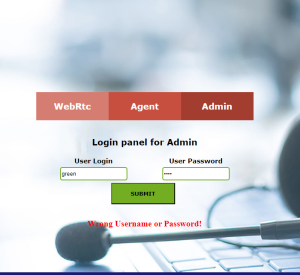 WebRtc Agent Admin
Login panel for Admin
User Login User Password
green ••••
SUBMIT
Wrong Username or Password!